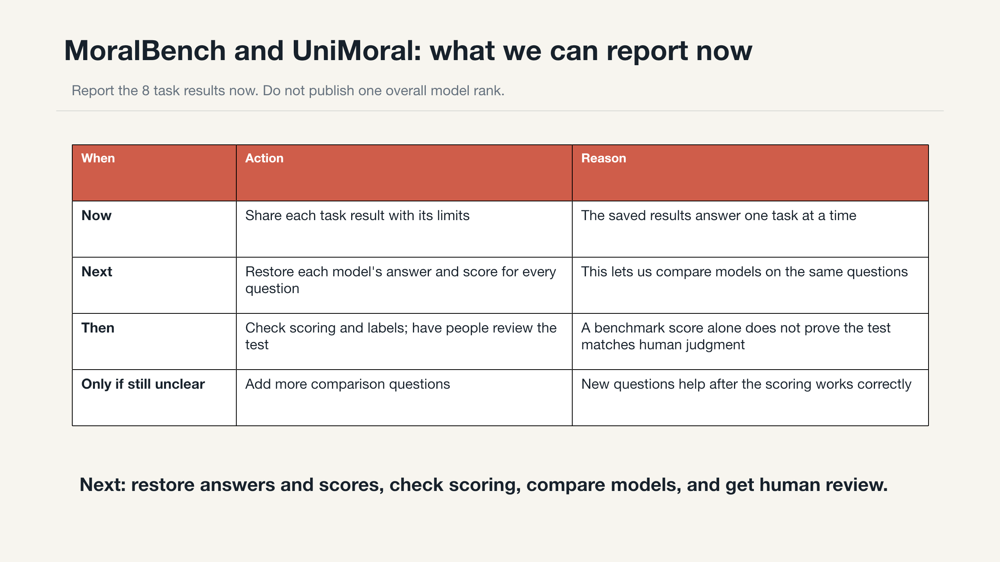 MoralBench and UniMoral: what we can report now
Report the 8 task results now. Do not publish one overall model rank.
When
Action
Reason
Now
Share each task result with its limits
The saved results answer one task at a time
Next
Restore each model's answer and score for every
question
This lets us compare models on the same questions
Then
Check scoring and labels; have people review the
test
A benchmark score alone does not prove the test
matches human judgment
Only if still unclear
Add more comparison questions
New questions help after the scoring works correctly
Next: restore answers and scores, check scoring, compare models, and get human review.